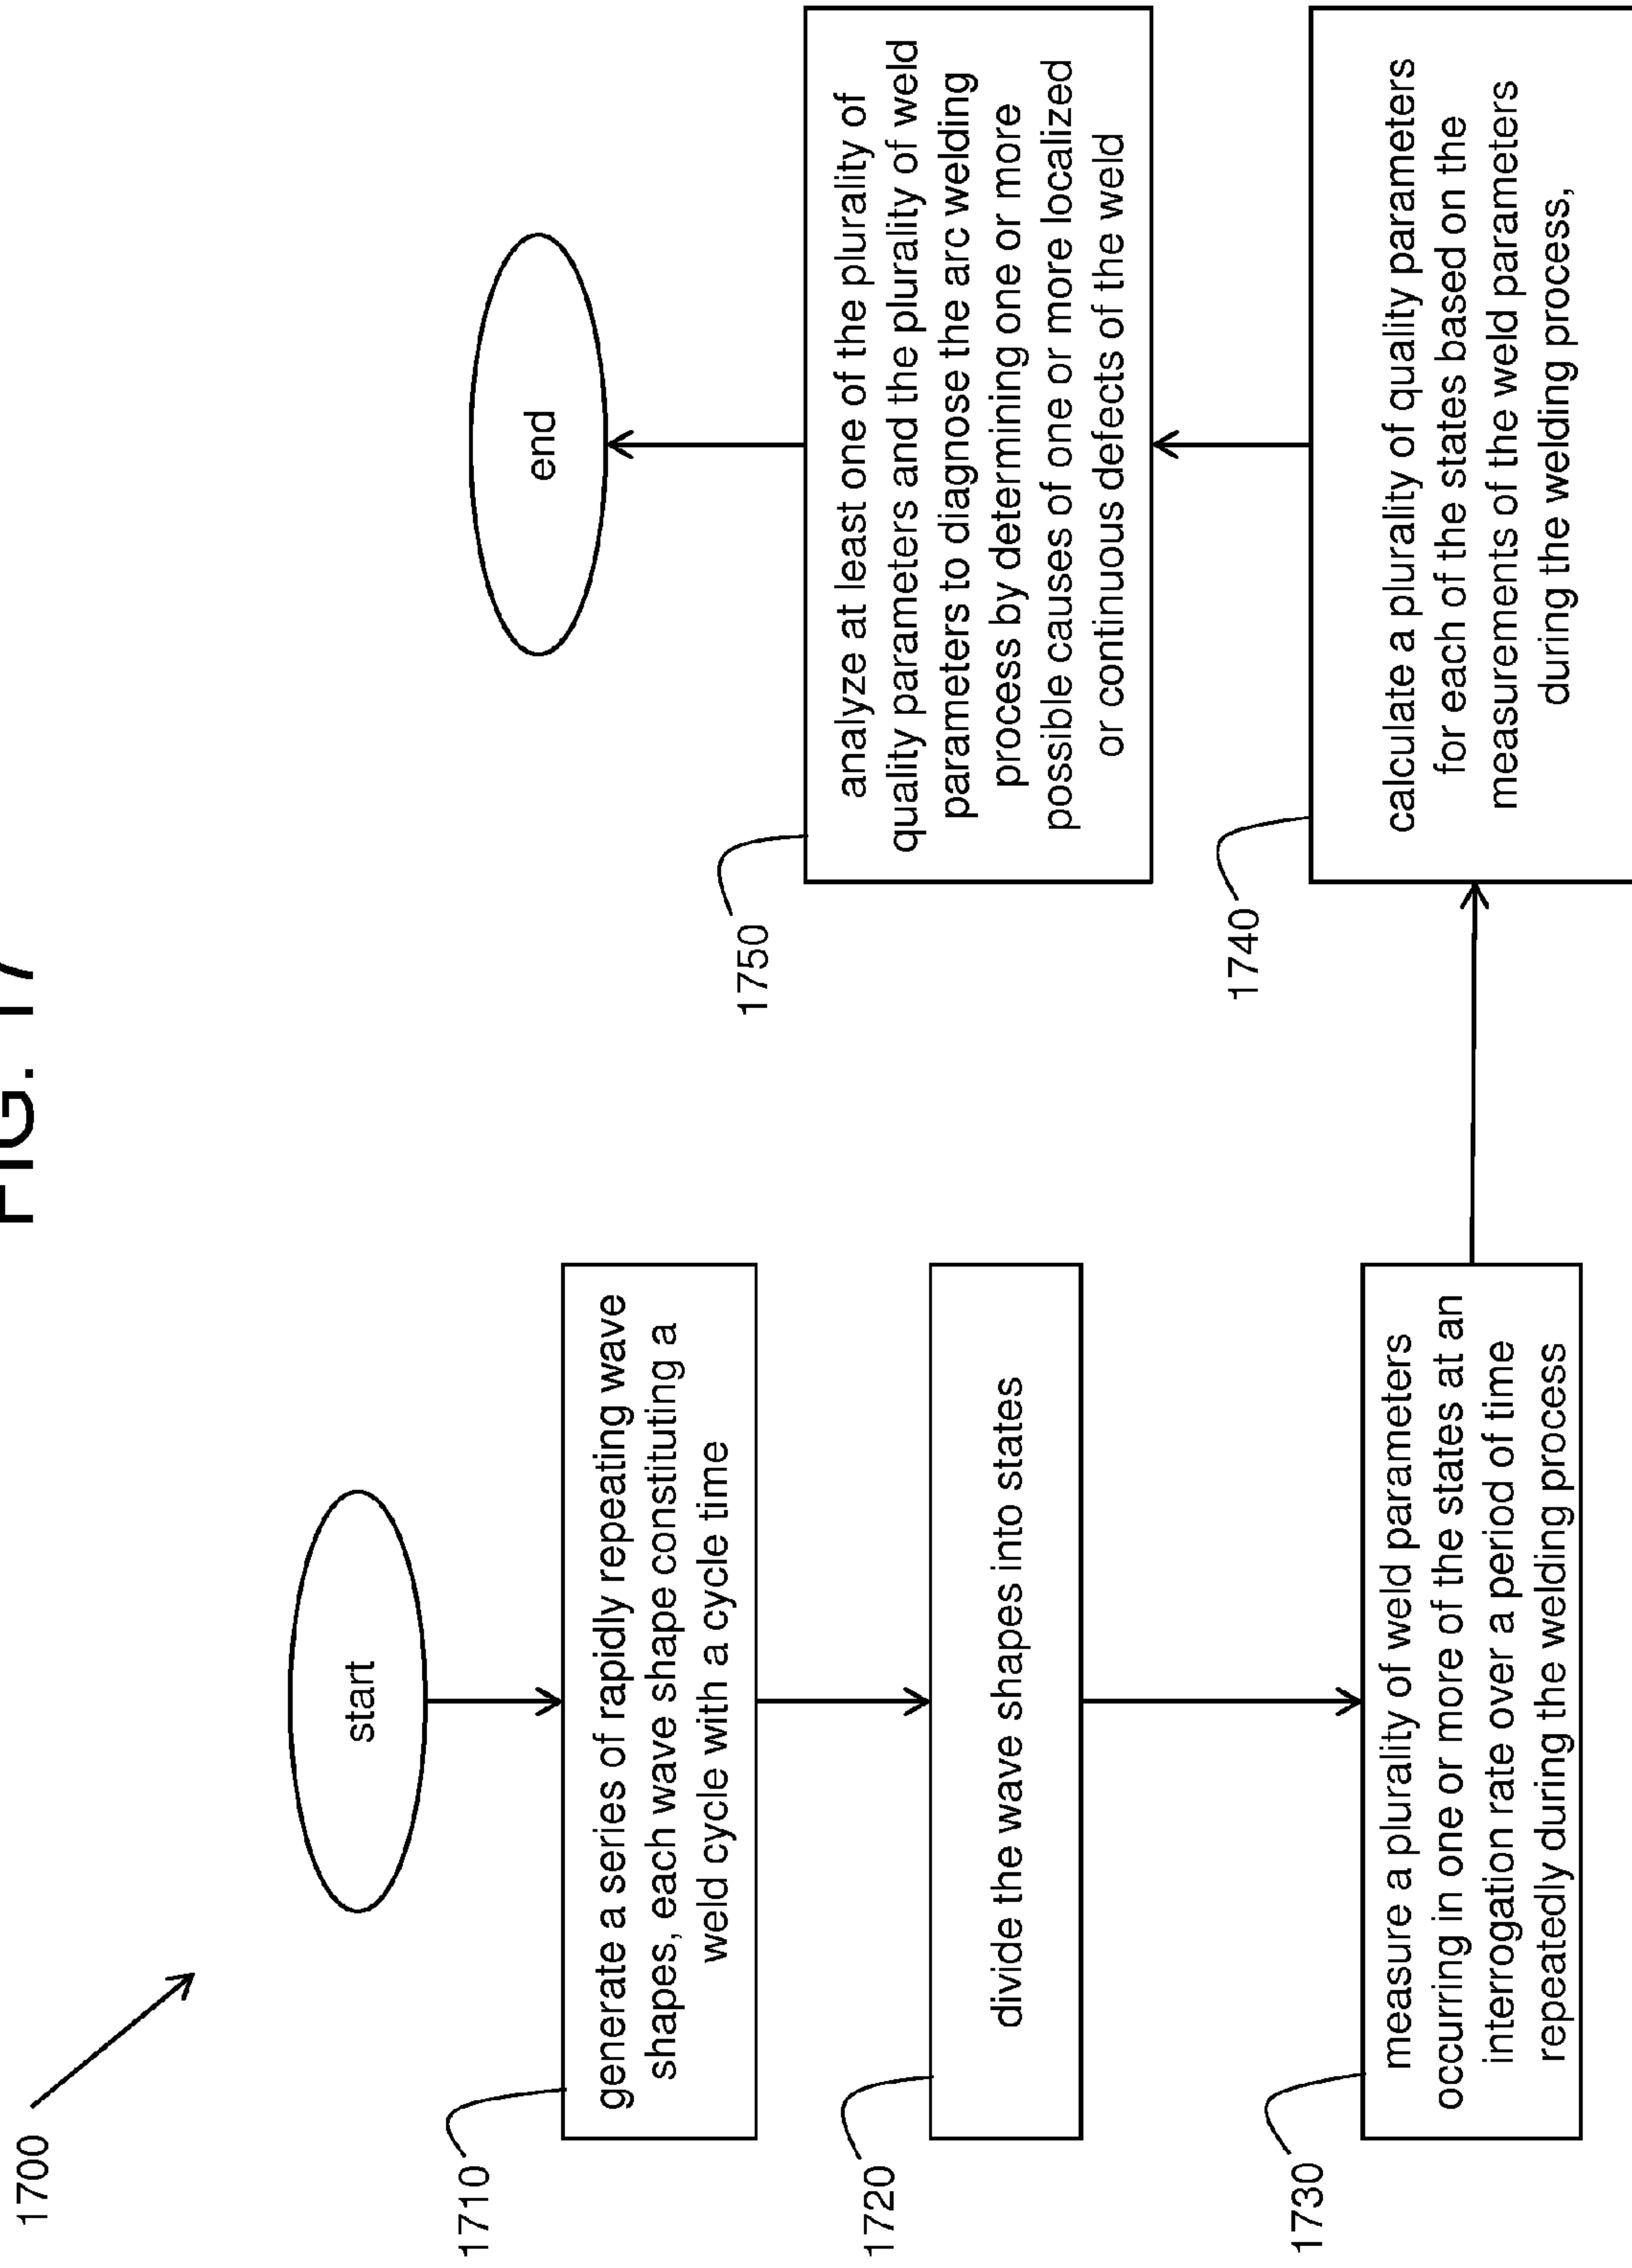 FIG. 17
1700
start
1710
generate a series of rapidly repeating wave
shapes, each wave shape constituting a
weld cycle with a cycle time
1720
divide the wave shapes into states
1730
measure a plurality of weld parameters
occurring in one or more of the states at an
interrogation rate over a period of time
repeatedly during the welding process
1740
calculate a plurality of quality parameters
for each of the states based on the
measurements of the weld parameters
during the welding process,
1750
analyze at least one of the plurality of
quality parameters and the plurality of weld
parameters to diagnose the arc welding
process by determining one or more
possible causes of one or more localized
or continuous defects of the weld
end